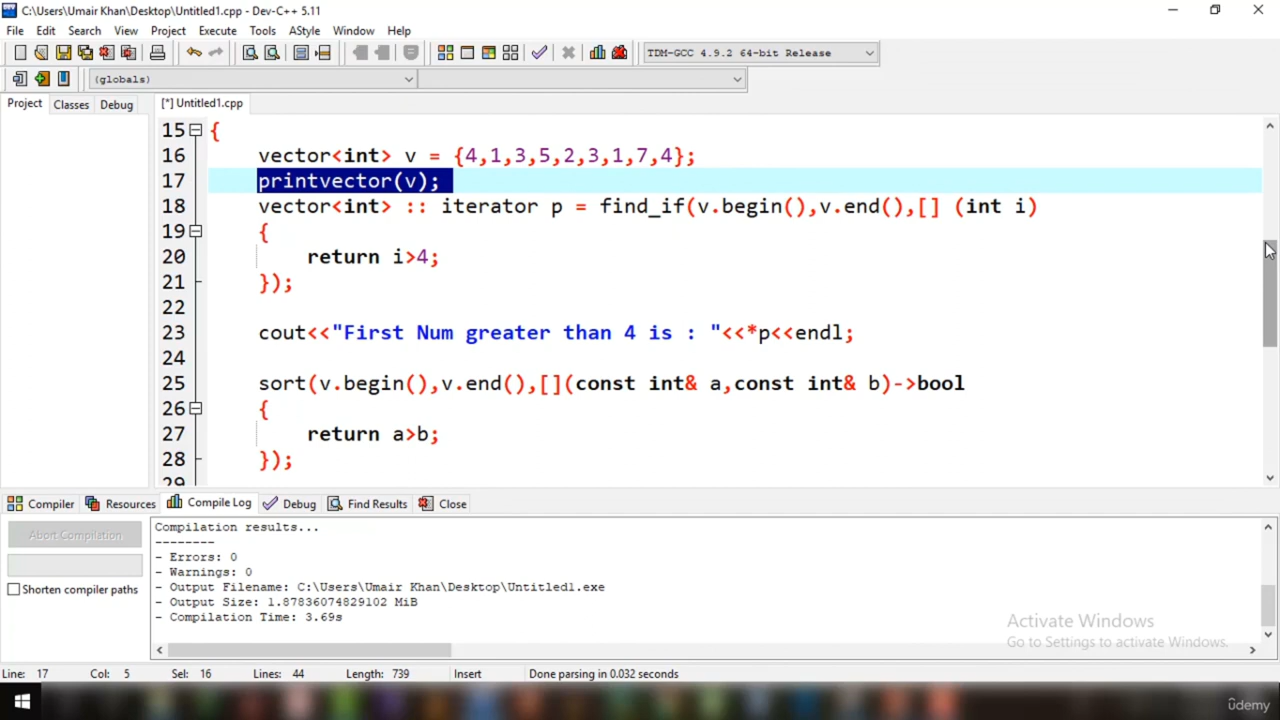 C:\Users\Umair Khan\Desktop\Untitled1.cpp - Dev-C++ 5.11
File Edit Search View Project Execute Tools AStyle Window Help
TDM-GCC 4.9.2 64-bit Release
(globals)
Project Classes Debug [*] Untitled1.cpp
15 {
16 vector<int> v = {4,1,3,5,2,3,1,7,4};
17 printvector(v);
18 vector<int> :: iterator p = find_if(v.begin(),v.end(),[] (int i)
19 {
20 return i>4;
21 });
22
23 cout<<"First Num greater than 4 is : "<<*p<<endl;
24
25 sort(v.begin(),v.end(),[](const int& a,const int& b)->bool
26 {
27 return a>b;
28 });
29
Compiler Resources Compile Log Debug Find Results Close
Abort Compilation
Shorten compiler paths
Compilation results...
--------
- Errors: 0
- Warnings: 0
- Output Filename: C:\Users\Umair Khan\Desktop\Untitled1.exe
- Output Size: 1.87836074829102 MiB
- Compilation Time: 3.69s
Activate Windows
Go to Settings to activate Windows.
Line: 17 Col: 5 Sel: 16 Lines: 44 Length: 739 Insert Done parsing in 0.032 seconds
ûdemy